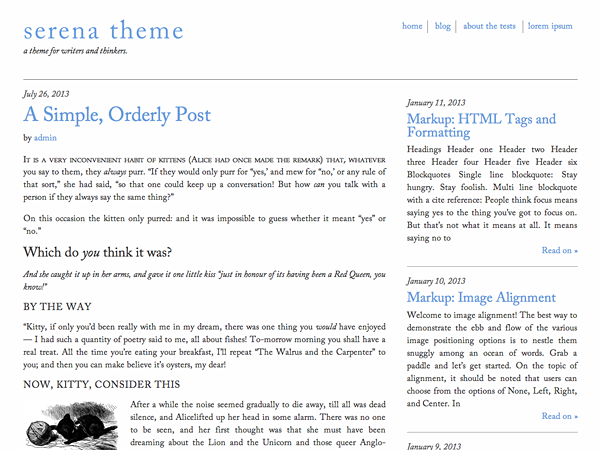 serena theme
a theme for writers and thinkers.
home
blog
about the tests
lorem ipsum
July 26, 2013
A Simple, Orderly Post
by admin
It is a very inconvenient habit of kittens (Alice had once made the remark) that, whatever
you say to them, they always purr. “If they would only purr for “yes,’ and mew for “no,’ or any rule of
that sort,” she had said, “so that one could keep up a conversation! But how can you talk with a
person if they always say the same thing?”
On this occasion the kitten only purred: and it was impossible to guess whether it meant “yes” or
“no.”
Which do you think it was?
And she caught it up in her arms, and gave it one little kiss “just in honour of its having been a Red Queen, you
know!”
BY THE WAY
“Kitty, if only you’d been really with me in my dream, there was one thing you would have enjoyed
— I had such a quantity of poetry said to me, all about fishes! To-morrow morning you shall have a
real treat. All the time you’re eating your breakfast, I’ll repeat “The Walrus and the Carpenter” to
you; and then you can make believe it’s oysters, my dear!
NOW, KITTY, CONSIDER THIS
After a while the noise seemed gradually to die away, till all was dead
silence, and Alicelifted up her head in some alarm. There was no one
to be seen, and her first thought was that she must have been
dreaming about the Lion and the Unicorn and those queer Anglo-
January 11, 2013
Markup: HTML Tags and
Formatting
Headings Header one Header two Header
three Header four Header five Header six
Blockquotes Single line blockquote: Stay
hungry. Stay foolish. Multi line blockquote
with a cite reference: People think focus means
saying yes to the thing you’ve got to focus on.
But that’s not what it means at all. It means
saying no to
Read on »
January 10, 2013
Markup: Image Alignment
Welcome to image alignment! The best way to
demonstrate the ebb and flow of the various
image positioning options is to nestle them
snuggly among an ocean of words. Grab a
paddle and let’s get started. On the topic of
alignment, it should be noted that users can
choose from the options of None, Left, Right,
and Center. In
Read on »
January 9, 2013